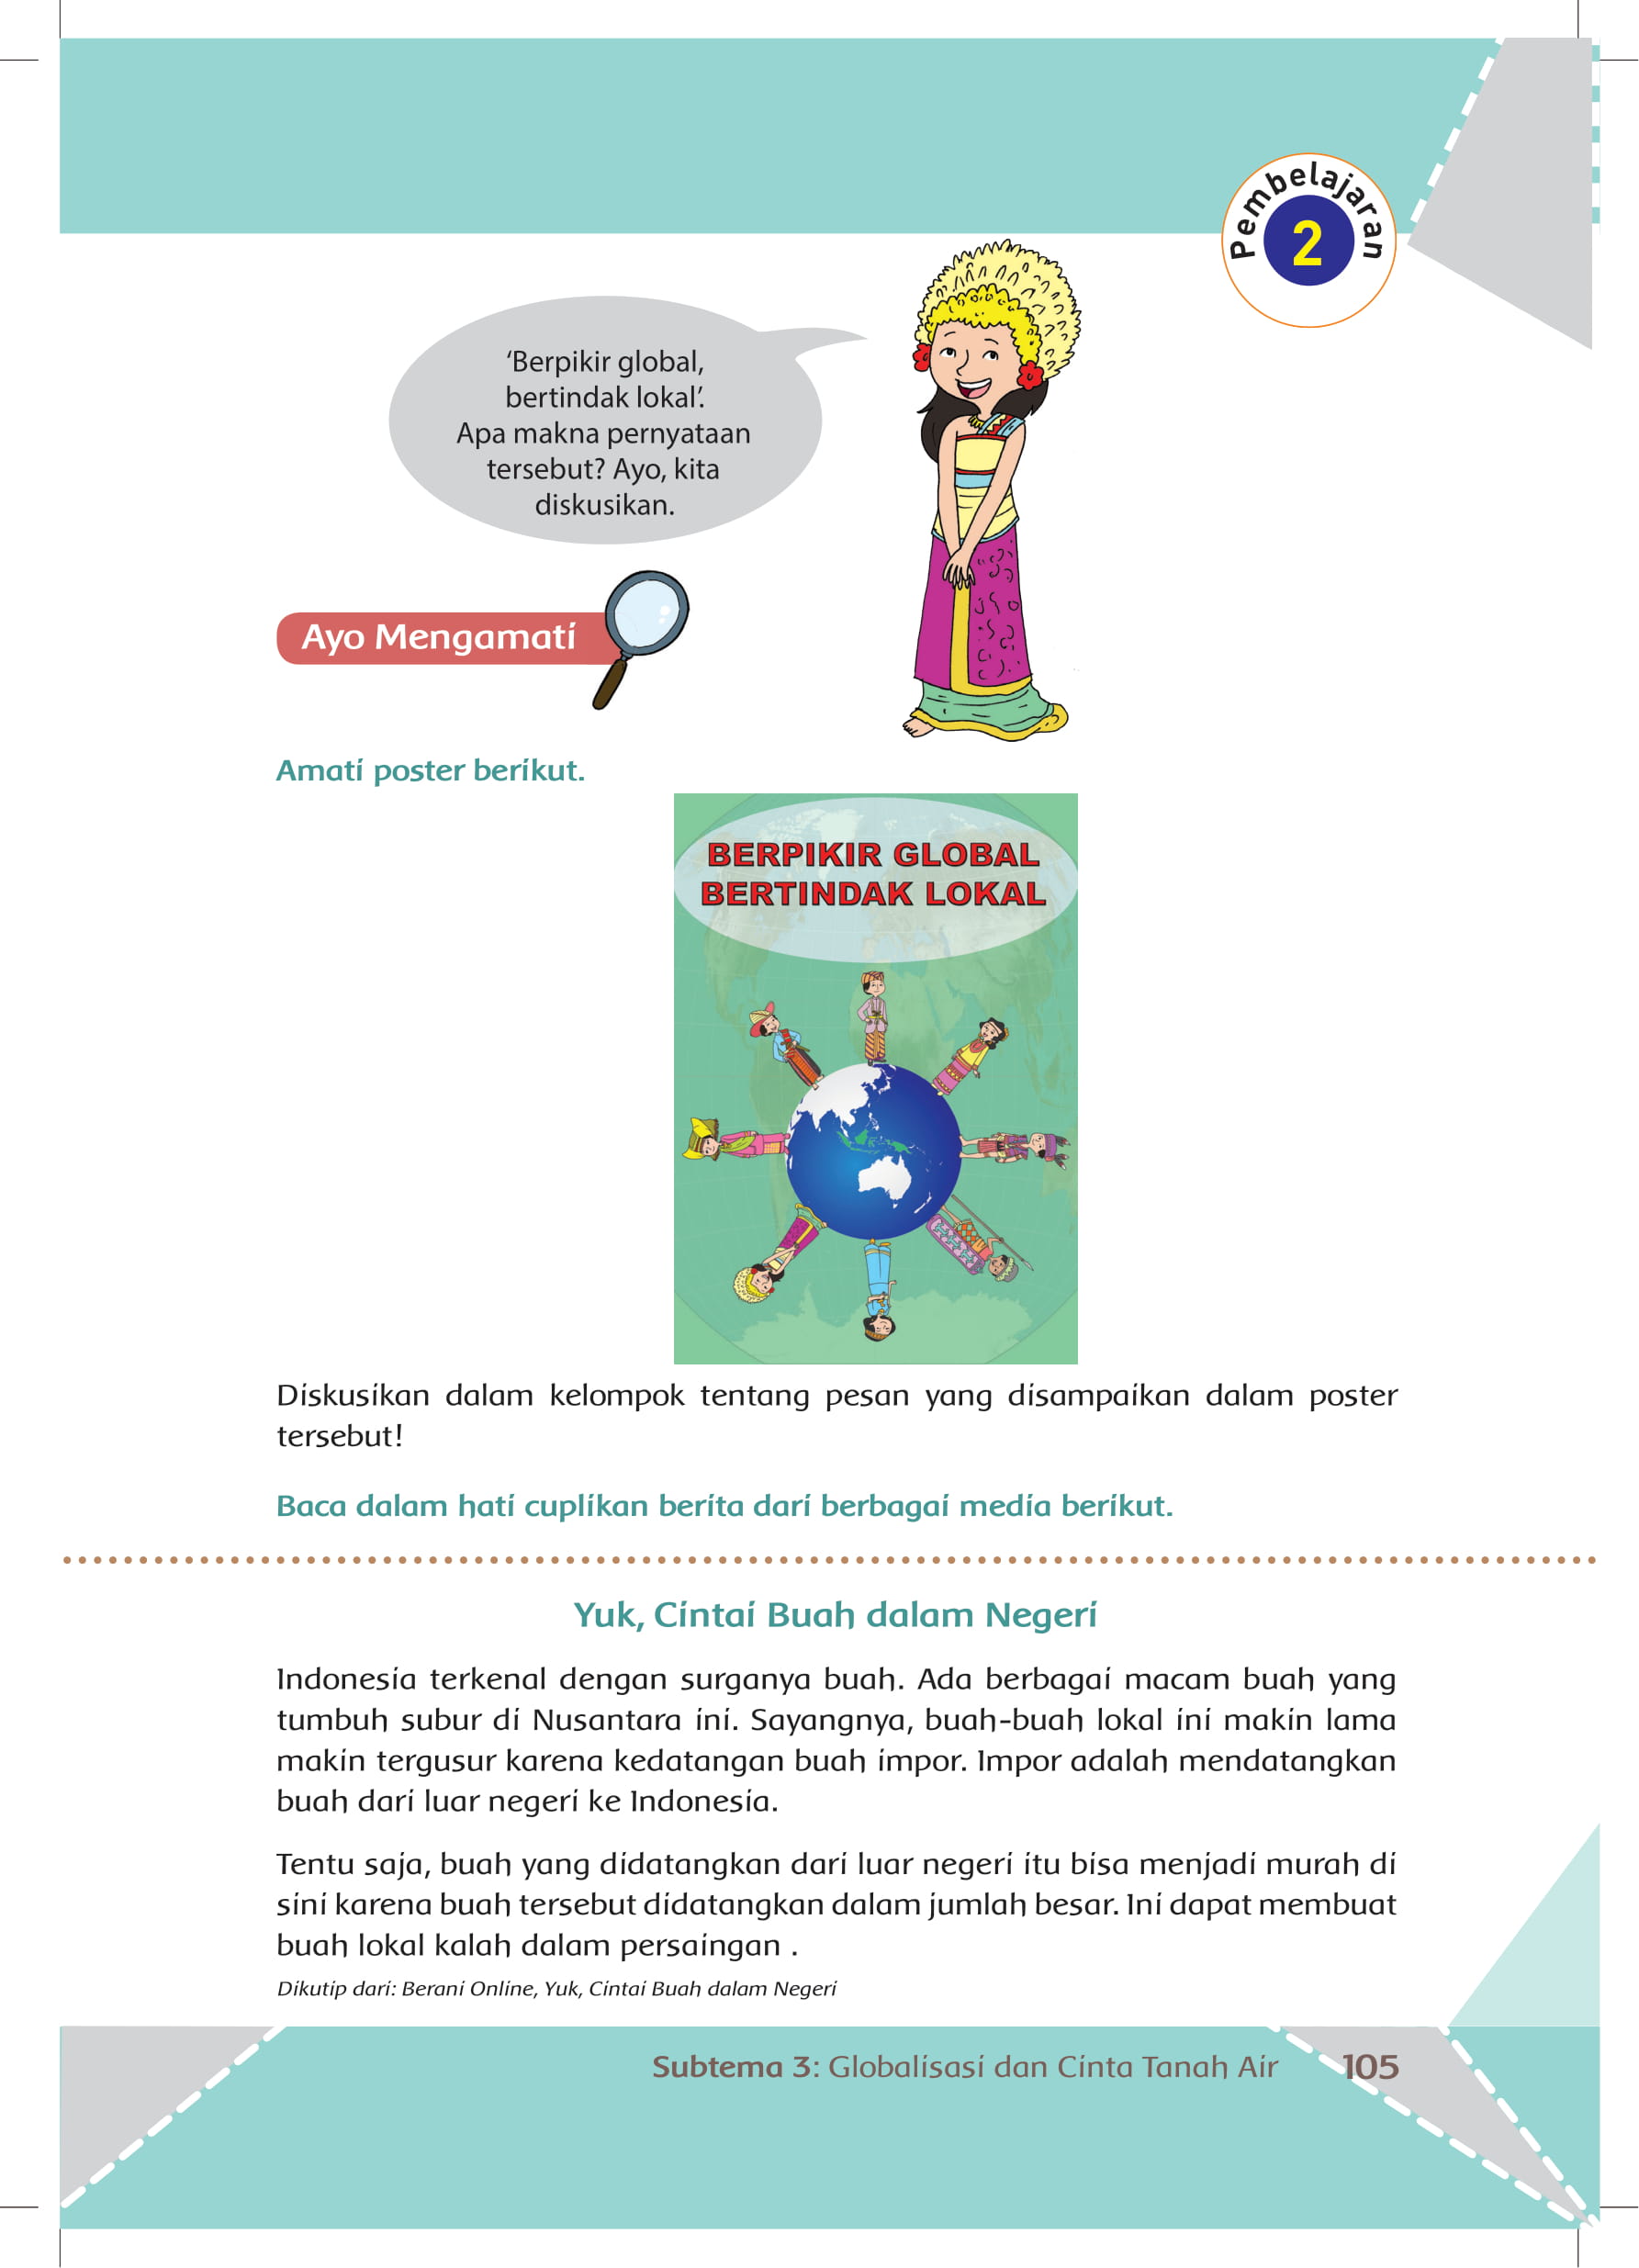 Pembelajaran
2
‘Berpikir global,
bertindak lokal’.
Apa makna pernyataan
tersebut? Ayo, kita
diskusikan.
Ayo Mengamati
Amati poster berikut.
BERPIKIR GLOBAL
BERTINDAK LOKAL
Diskusikan dalam kelompok tentang pesan yang disampaikan dalam poster
tersebut!
Baca dalam hati cuplikan berita dari berbagai media berikut.
Yuk, Cintai Buah dalam Negeri
Indonesia terkenal dengan surganya buah. Ada berbagai macam buah yang
tumbuh subur di Nusantara ini. Sayangnya, buah-buah lokal ini makin lama
makin tergusur karena kedatangan buah impor. Impor adalah mendatangkan
buah dari luar negeri ke Indonesia.
Tentu saja, buah yang didatangkan dari luar negeri itu bisa menjadi murah di
sini karena buah tersebut didatangkan dalam jumlah besar. Ini dapat membuat
buah lokal kalah dalam persaingan .
Dikutip dari: Berani Online, Yuk, Cintai Buah dalam Negeri
Subtema 3: Globalisasi dan Cinta Tanah Air 105